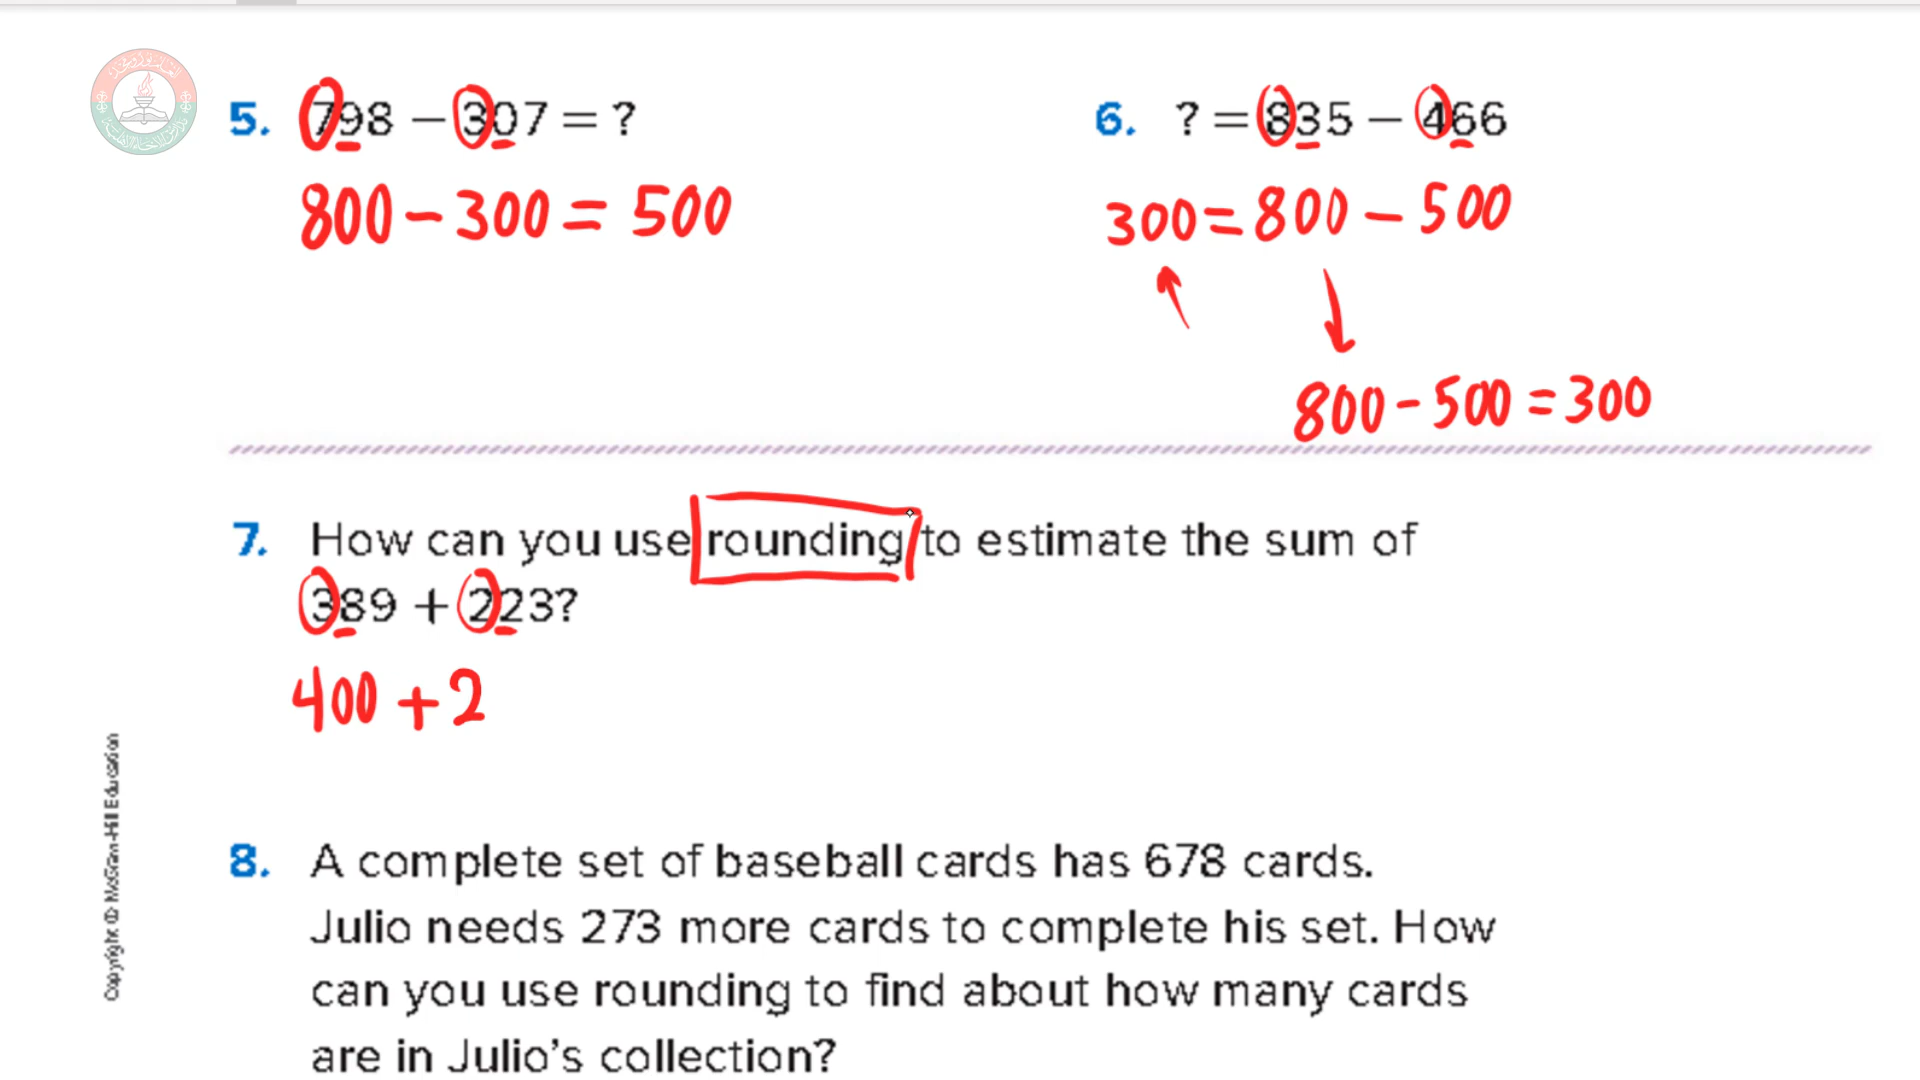 5. 798 − 307 = ?
800 − 300 = 500
6. ? = 835 − 466
300 = 800 − 500
800 − 500 = 300
7. How can you use rounding to estimate the sum of
389 + 223?
400 + 2
8. A complete set of baseball cards has 678 cards.
Julio needs 273 more cards to complete his set. How
can you use rounding to find about how many cards
are in Julio's collection?
Copyright © McGraw-Hill Education